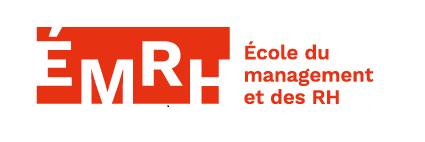 ÉMRH
École du
management
et des RH